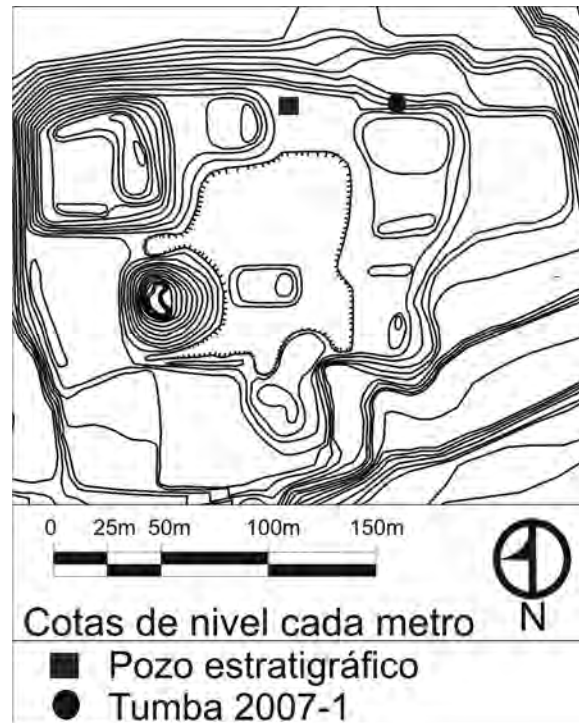 0 25m 50m 100m 150m
N
Cotas de nivel cada metro
Pozo estratigráfico
Tumba 2007-1